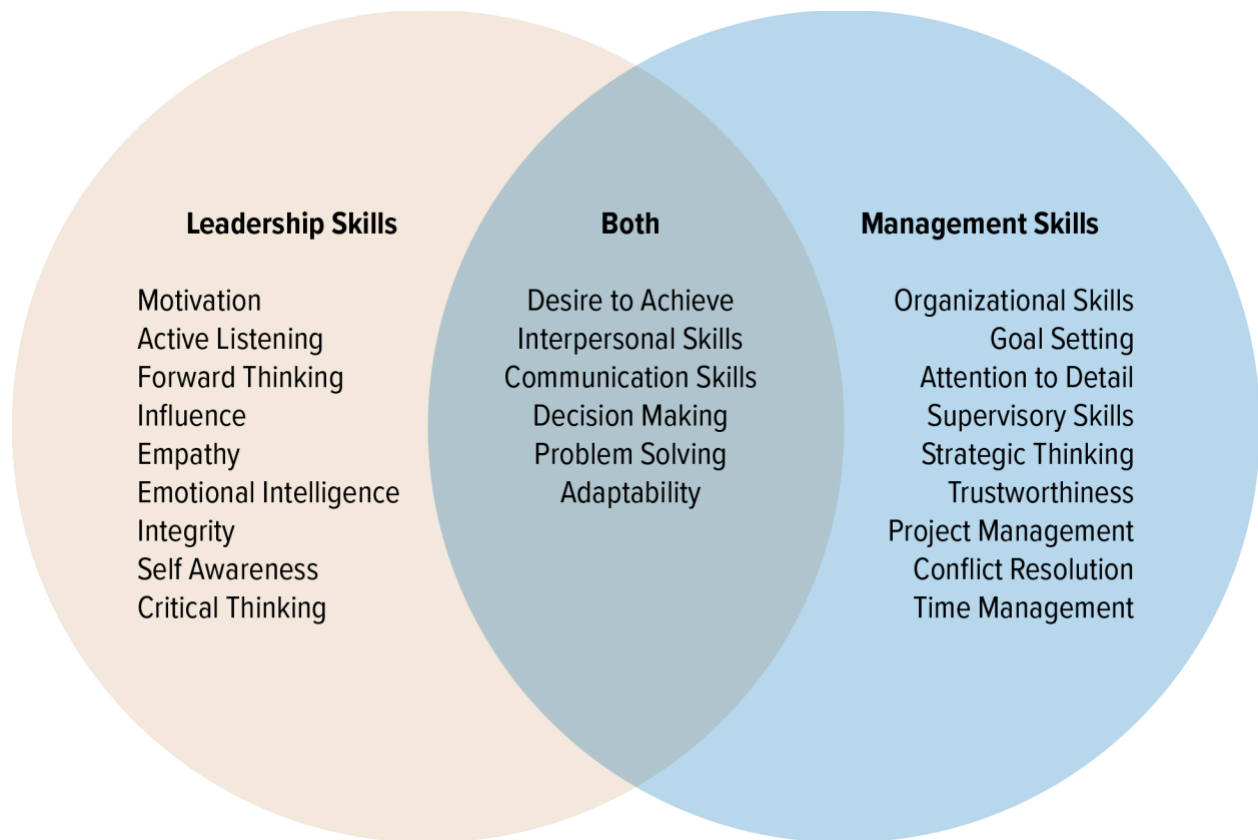 Leadership Skills
Motivation
Active Listening
Forward Thinking
Influence
Empathy
Emotional Intelligence
Integrity
Self Awareness
Critical Thinking
Both
Desire to Achieve
Interpersonal Skills
Communication Skills
Decision Making
Problem Solving
Adaptability
Management Skills
Organizational Skills
Goal Setting
Attention to Detail
Supervisory Skills
Strategic Thinking
Trustworthiness
Project Management
Conflict Resolution
Time Management